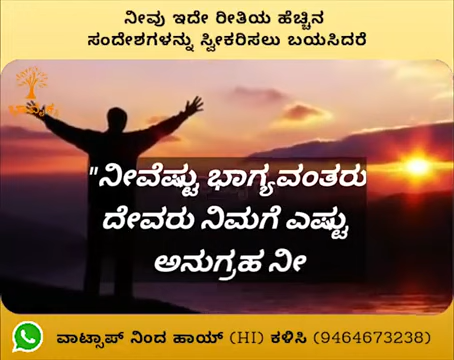 ನೀವು ಇದೇ ರೀತಿಯ ಹೆಚ್ಚಿನ
ಸಂದೇಶಗಳನ್ನು ಸ್ವೀಕರಿಸಲು ಬಯಸಿದರೆ
"ನೀವೆಷ್ಟು ಭಾಗ್ಯವಂತರು
ದೇವರು ನಿಮಗೆ ಎಷ್ಟು
ಅನುಗ್ರಹ ನೀ
ವಾಟ್ಸಾಪ್ ನಿಂದ ಹಾಯ್ (HI) ಕಳಿಸಿ (9464673238)